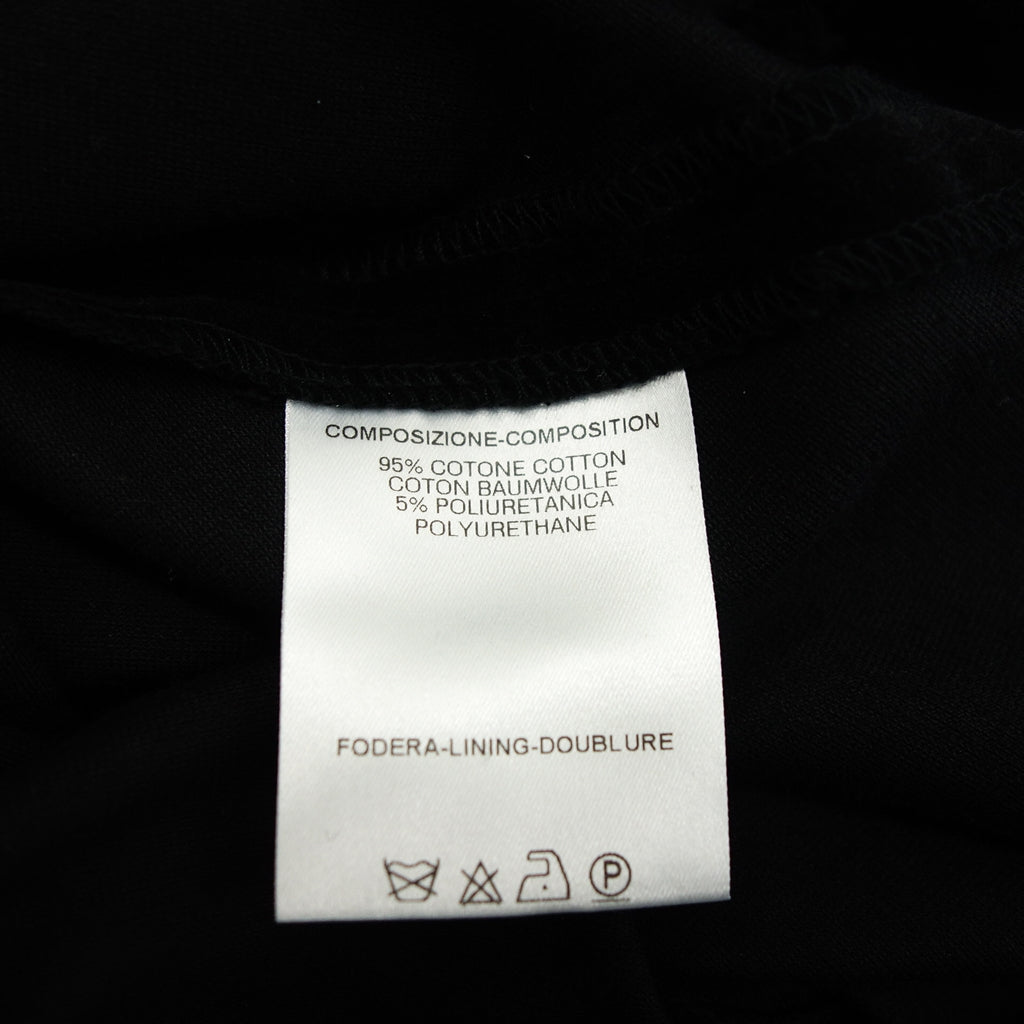 COMPOSIZIONE-COMPOSITION
95% COTONE COTTON
COTON BAUMWOLLE
5% POLIURETANICA
POLYURETHANE
FODERA-LINING-DOUBLURE
P